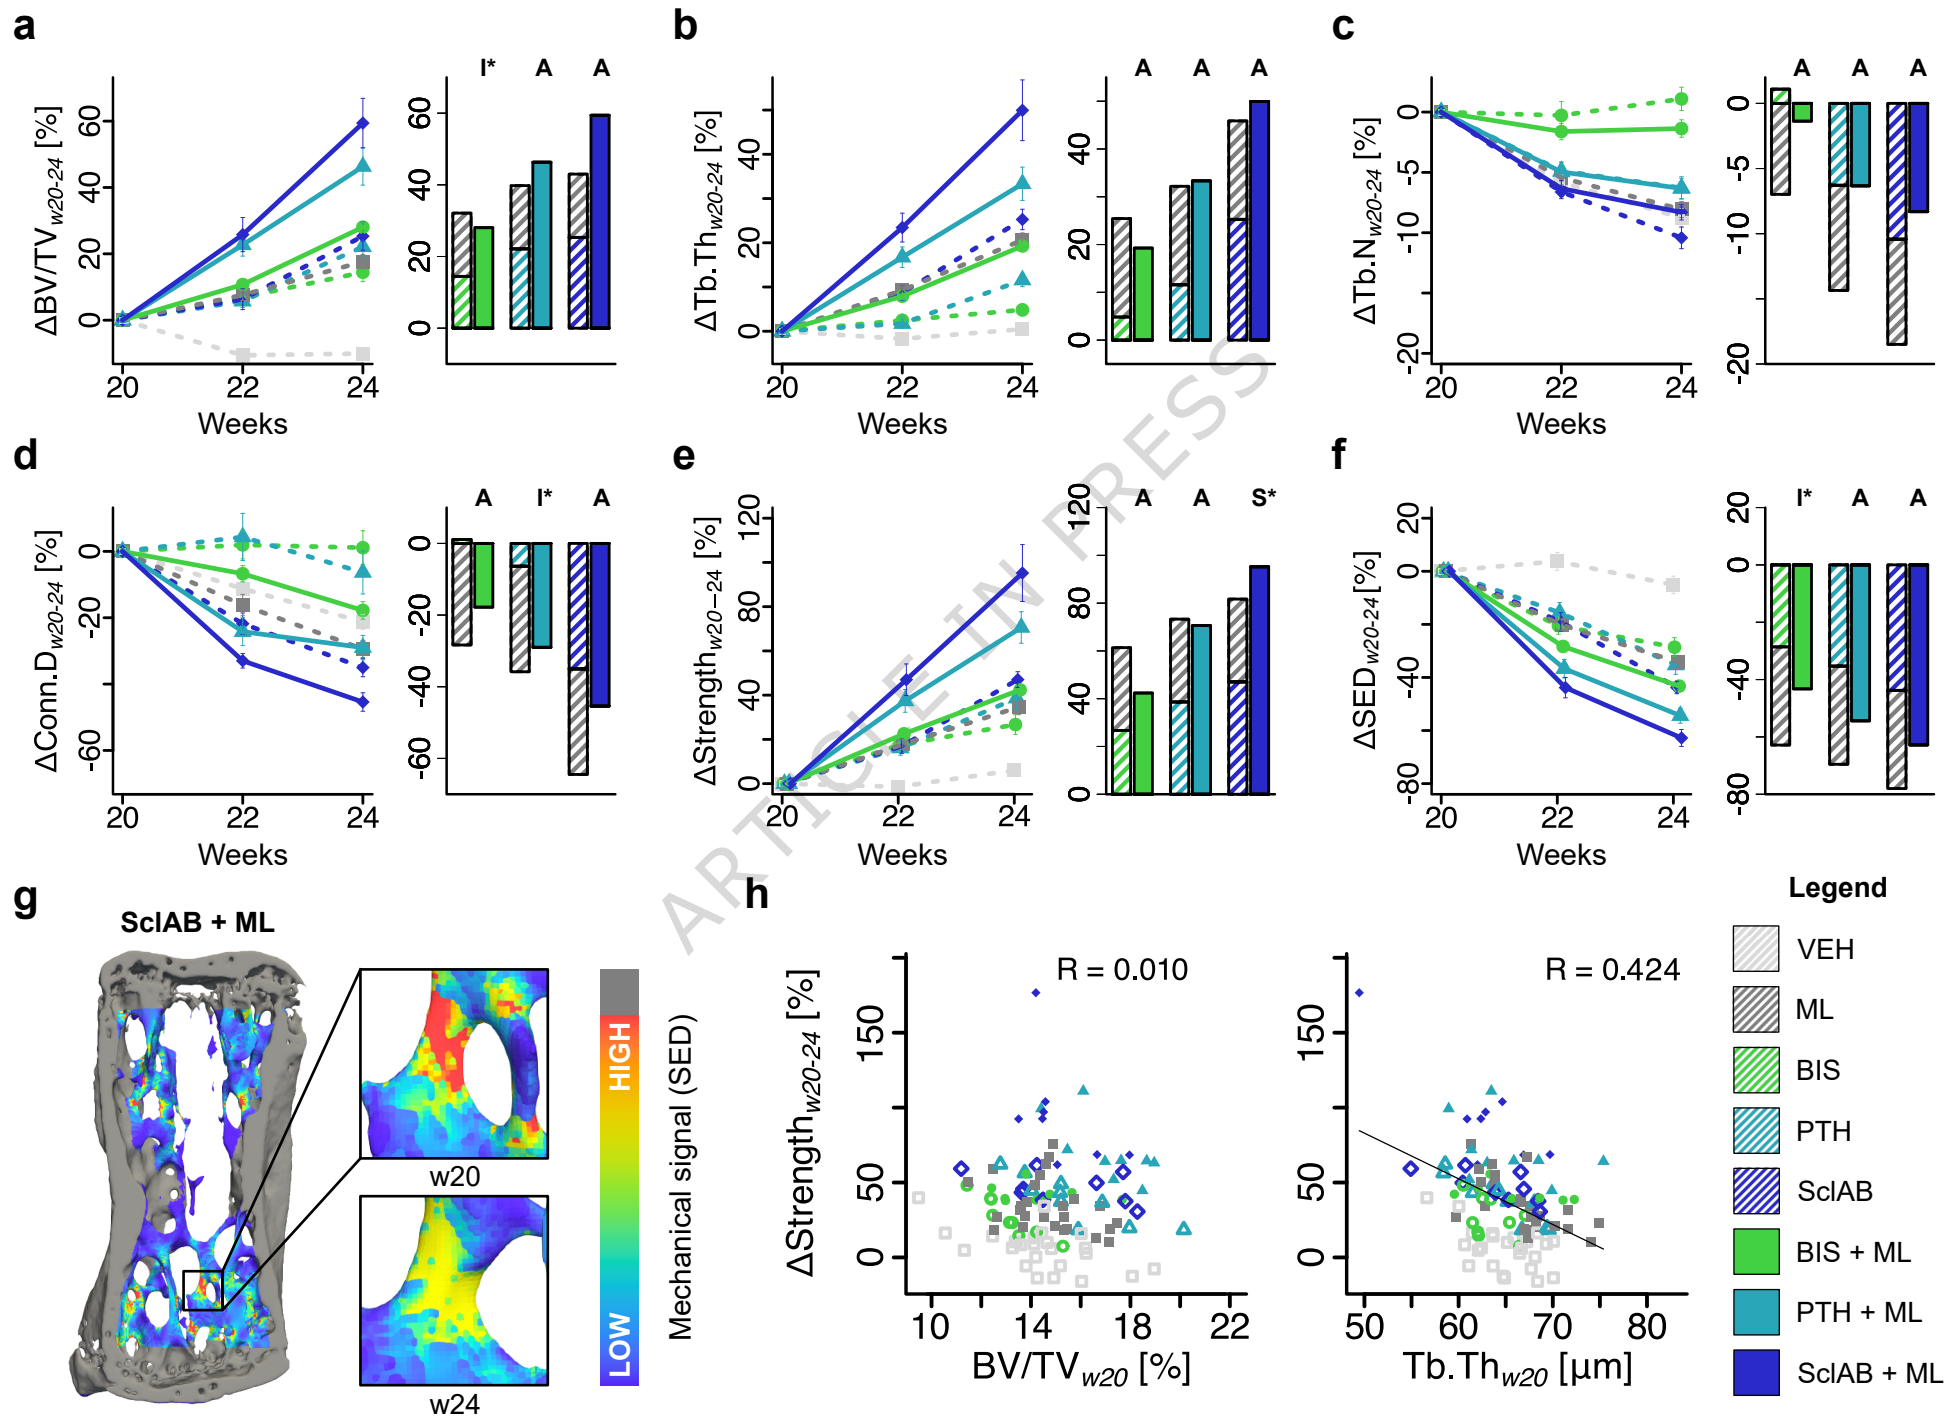 a
ΔBV/TVw20-24 [%]
60
40
20
0
20 22 24
Weeks
I* A A
60
40
20
0
b
ΔTb.Thw20-24 [%]
40
20
0
20 22 24
Weeks
A A A
40
20
0
c
ΔTb.Nw20-24 [%]
0
-5
-10
-20
20 22 24
Weeks
A A A
0
-5
-10
-20
d
ΔConn.Dw20-24 [%]
0
-20
-40
-60
20 22 24
Weeks
A I* A
0
-20
-40
-60
e
ΔStrengthw20–24 [%]
120
80
40
0
20 22 24
Weeks
A A S*
120
80
40
0
f
ΔSEDw20-24 [%]
20
0
-40
-80
20 22 24
Weeks
I* A A
20
0
-40
-80
ARTICLE IN PRESS
g
SclAB + ML
w20
w24
HIGH
LOW
Mechanical signal (SED)
h
ΔStrengthw20-24 [%]
R = 0.010
150
50
0
10 14 18 22
BV/TVw20 [%]
R = 0.424
150
50
0
50 60 70 80
Tb.Thw20 [µm]
Legend
VEH
ML
BIS
PTH
SclAB
BIS + ML
PTH + ML
SclAB + ML